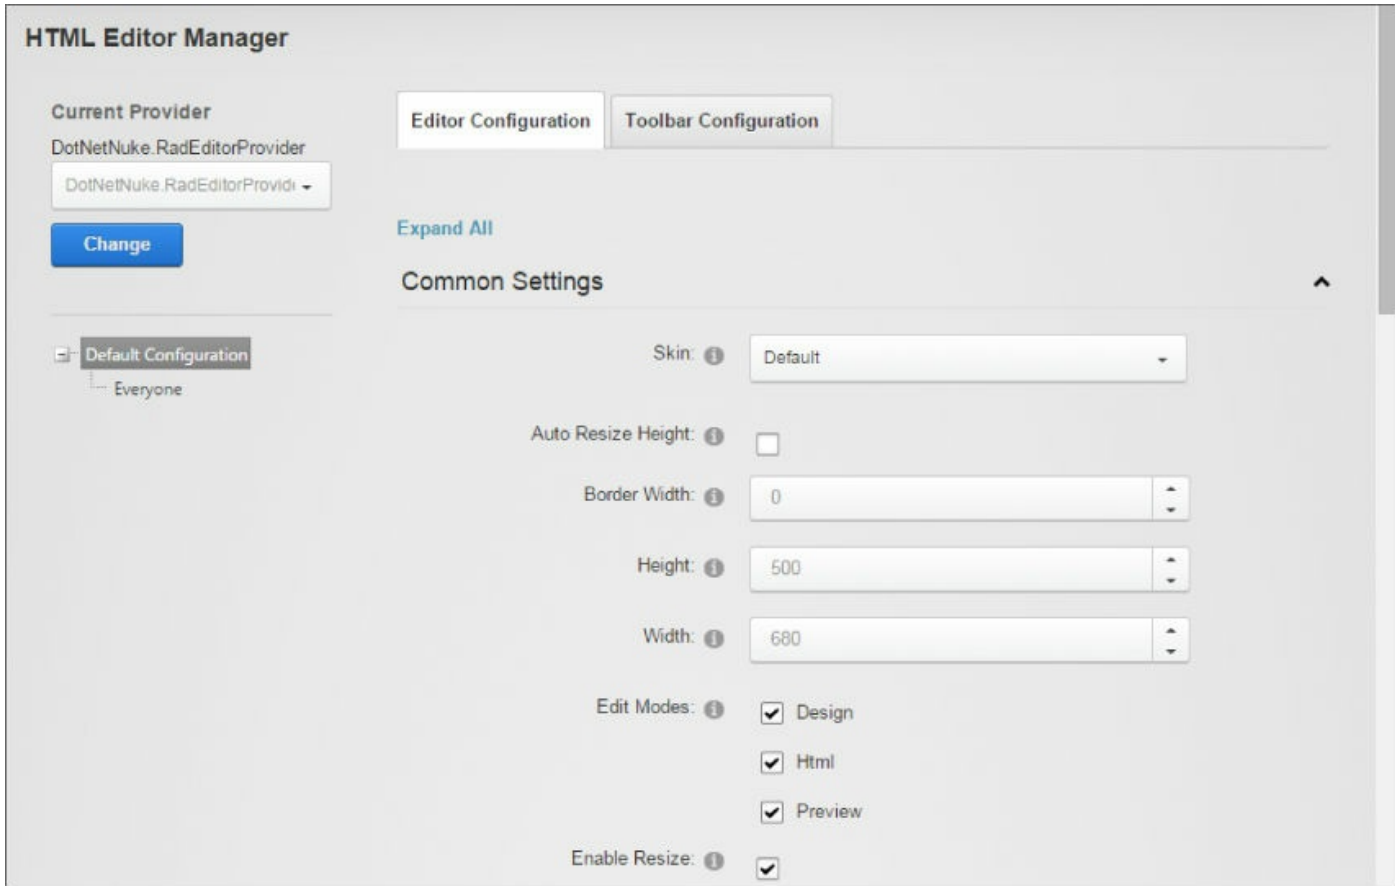 HTML Editor Manager
Current Provider
DotNetNuke.RadEditorProvider
DotNetNuke.RadEditorProvid
Change
Default Configuration
Everyone
Editor Configuration
Toolbar Configuration
Expand All
Common Settings
Skin: Default
Auto Resize Height:
Border Width: 0
Height: 500
Width: 680
Edit Modes: Design
Html
Preview
Enable Resize: